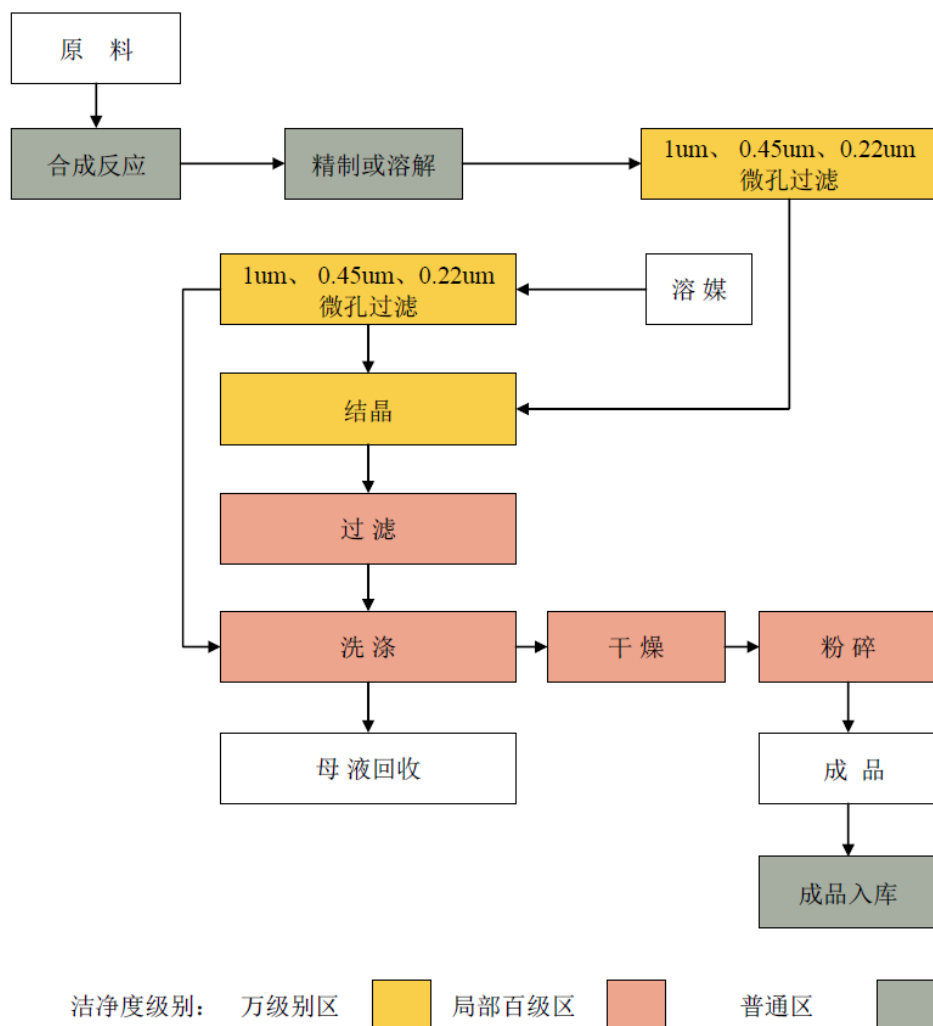 原 料
合成反应
精制或溶解
1um、 0.45um、0.22um
微孔过滤
1um、 0.45um、0.22um
微孔过滤
溶 媒
结晶
过 滤
洗 涤
干 燥
粉 碎
母 液回收
成 品
成品入库
洁净度级别： 万级别区 局部百级区 普通区